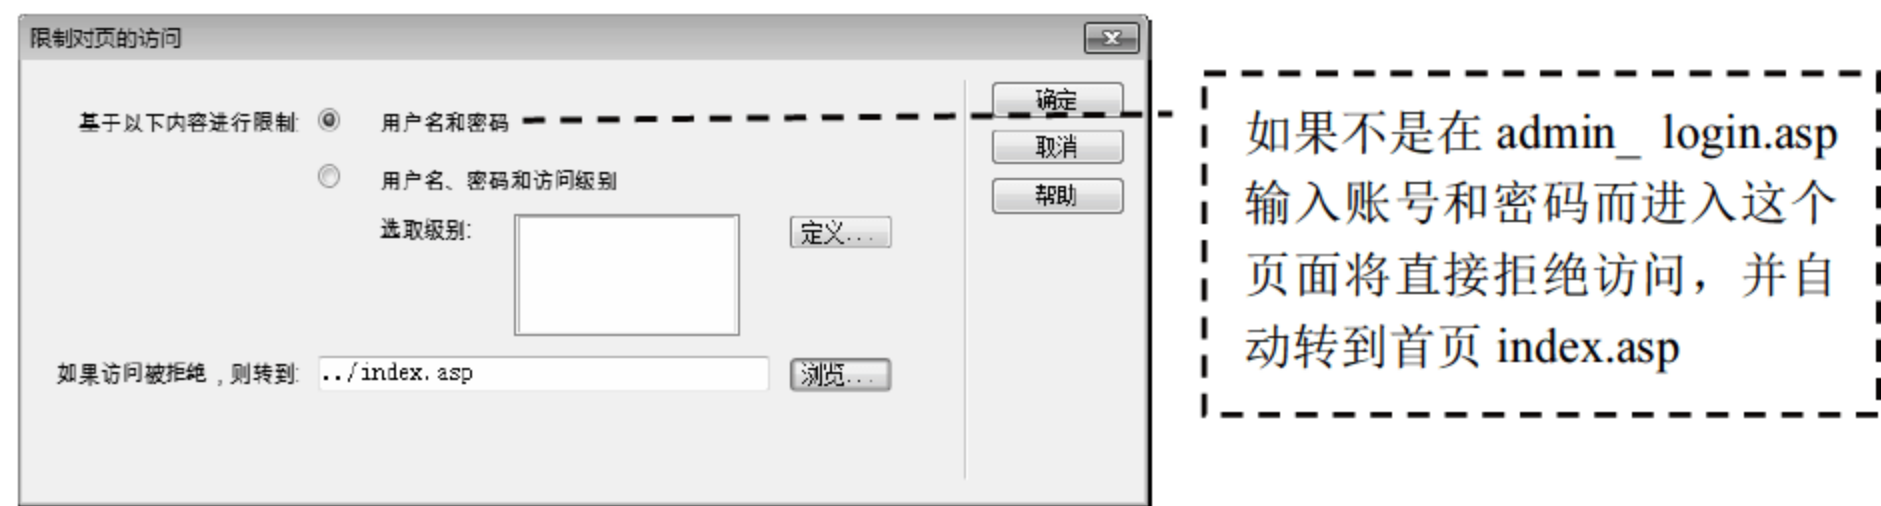 限制对页的访问
基于以下内容进行限制:
用户名和密码
用户名、密码和访问级别
选取级别:
定义...
如果访问被拒绝,则转到:
../index.asp
浏览...
确定
取消
帮助
如果不是在 admin_ login.asp
输入账号和密码而进入这个
页面将直接拒绝访问，并自
动转到首页 index.asp